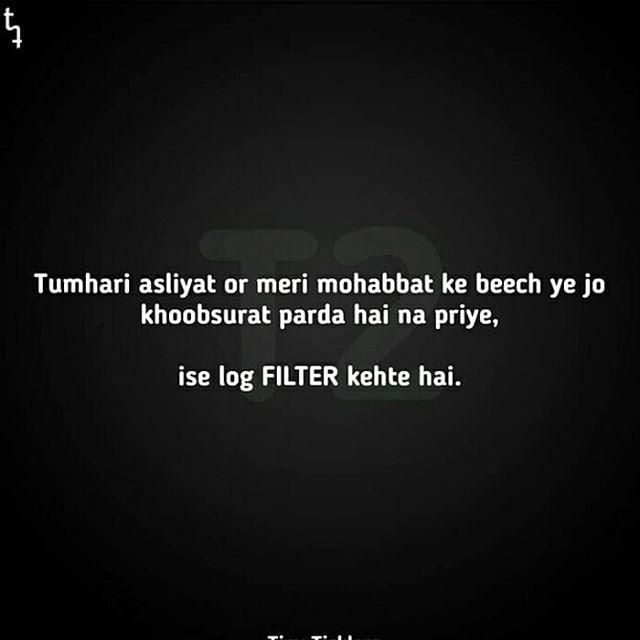 Tumhari asliyat or meri mohabbat ke beech ye jo
khoobsurat parda hai na priye,
ise log FILTER kehte hai.
T2